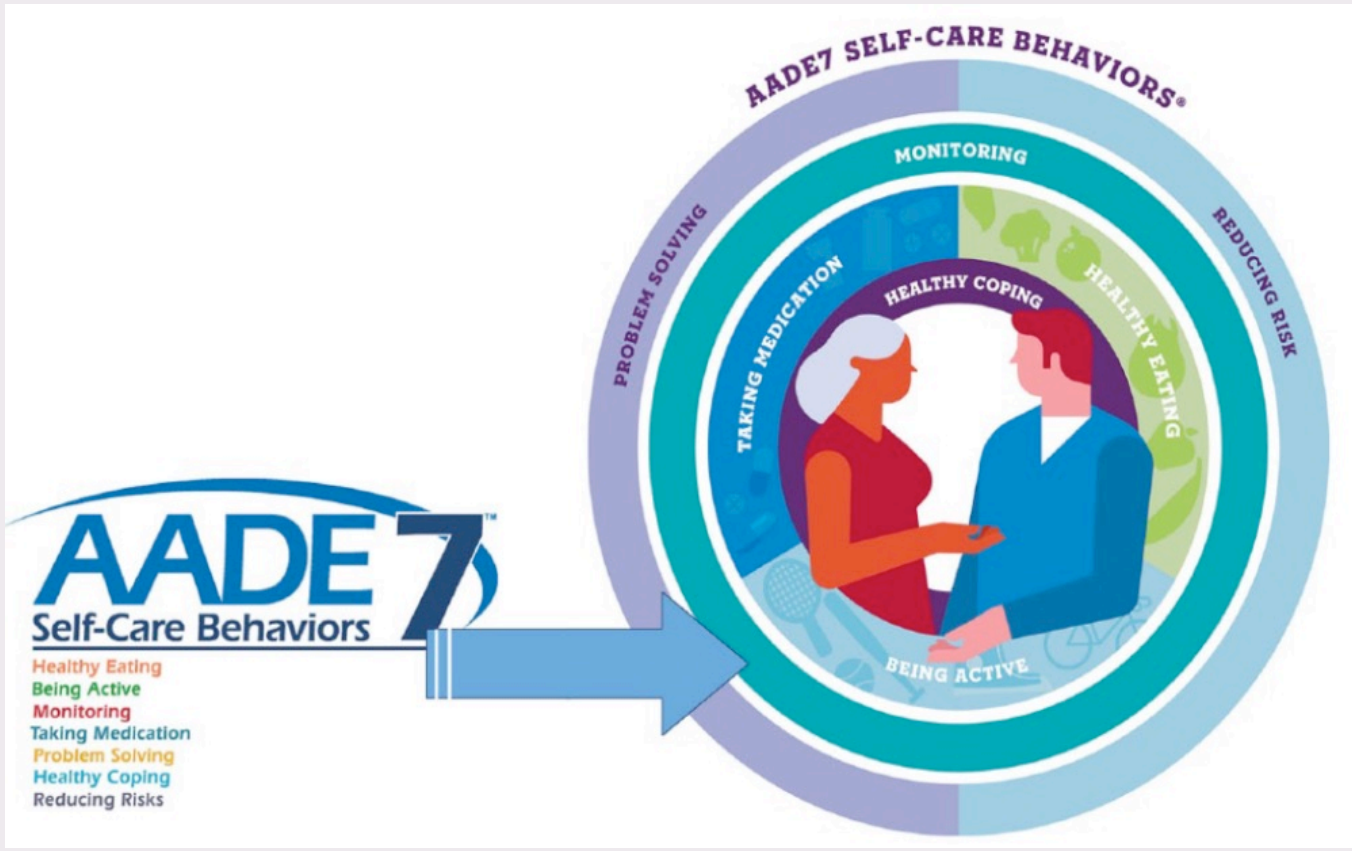 AADE7™
Self-Care Behaviors
Healthy Eating
Being Active
Monitoring
Taking Medication
Problem Solving
Healthy Coping
Reducing Risks
AADE7 SELF-CARE BEHAVIORS®
PROBLEM SOLVING
REDUCING RISK
MONITORING
TAKING MEDICATION
HEALTHY EATING
HEALTHY COPING
BEING ACTIVE